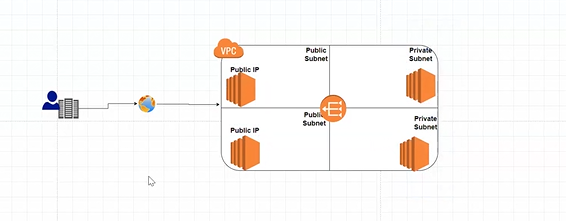 VPC
Public
Subnet
Private
Subnet
Public IP
Public
Subnet
Private
Subnet
Public IP